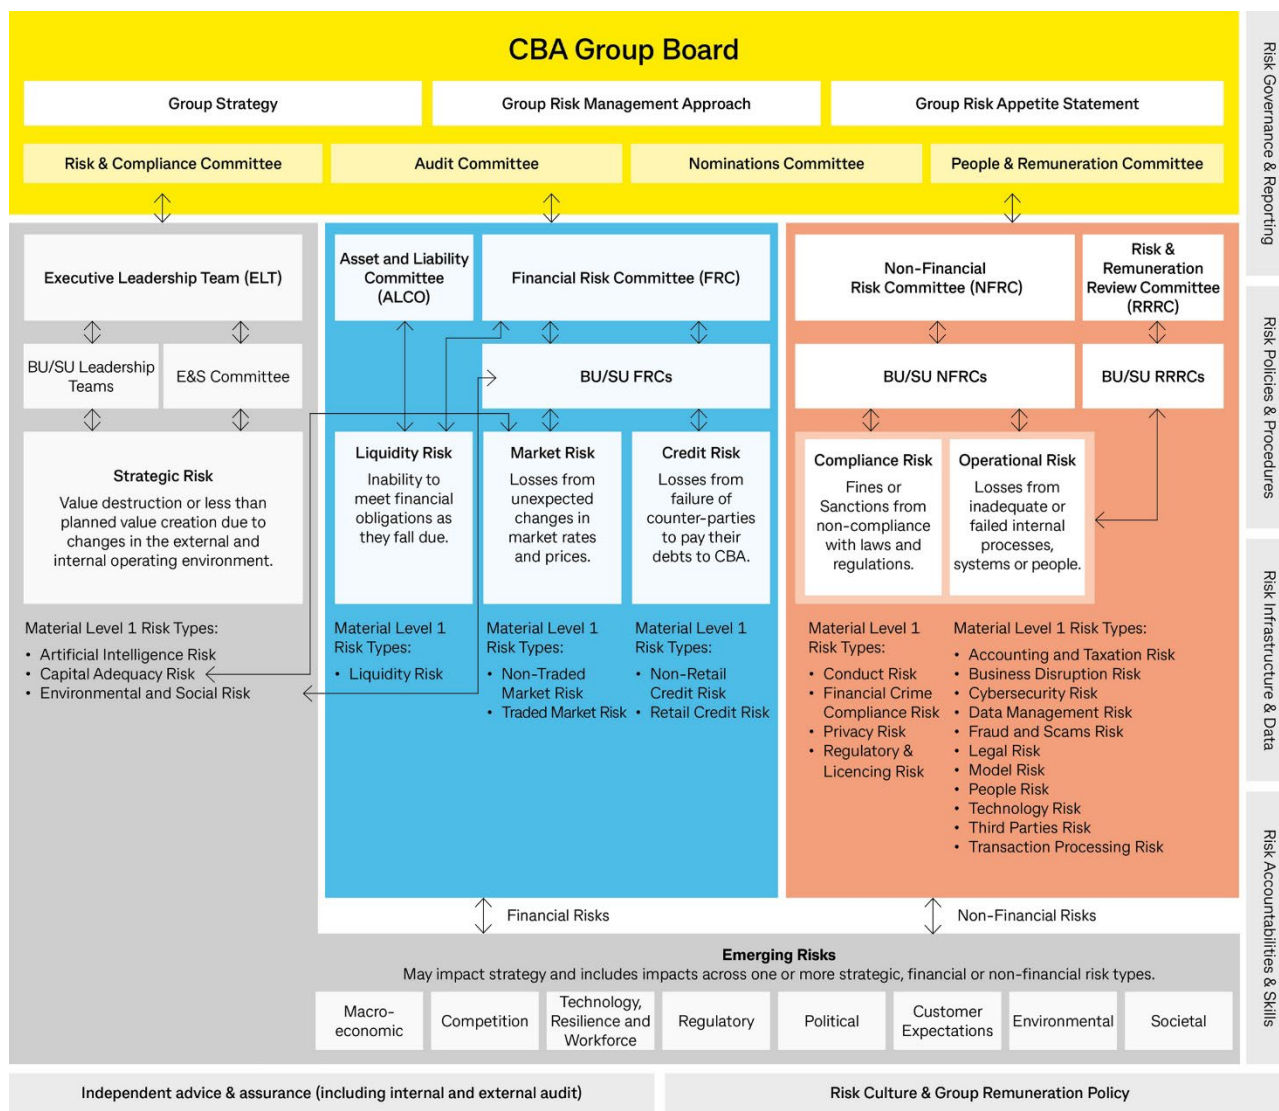 CBA Group Board
Group Strategy
Group Risk Management Approach
Group Risk Appetite Statement
Risk & Compliance Committee
Audit Committee
Nominations Committee
People & Remuneration Committee
Executive Leadership Team (ELT)
BU/SU Leadership
Teams
E&S Committee
Strategic Risk
Value destruction or less than
planned value creation due to
changes in the external and
internal operating environment.
Material Level 1 Risk Types:
• Artificial Intelligence Risk
• Capital Adequacy Risk
• Environmental and Social Risk
Asset and Liability
Committee
(ALCO)
Financial Risk Committee (FRC)
BU/SU FRCs
Liquidity Risk
Inability to
meet financial
obligations as
they fall due.
Material Level 1
Risk Types:
• Liquidity Risk
Market Risk
Losses from
unexpected
changes in
market rates
and prices.
Material Level 1
Risk Types:
• Non-Traded
Market Risk
• Traded Market Risk
Credit Risk
Losses from
failure of
counter-parties
to pay their
debts to CBA.
Material Level 1
Risk Types:
• Non-Retail
Credit Risk
• Retail Credit Risk
Non-Financial
Risk Committee (NFRC)
Risk &
Remuneration
Review Committee
(RRRC)
BU/SU NFRCs
BU/SU RRRCs
Compliance Risk
Fines or
Sanctions from
non-compliance
with laws and
regulations.
Material Level 1
Risk Types:
• Conduct Risk
• Financial Crime
Compliance Risk
• Privacy Risk
• Regulatory &
Licencing Risk
Operational Risk
Losses from
inadequate or
failed internal
processes,
systems or people.
Material Level 1 Risk Types:
• Accounting and Taxation Risk
• Business Disruption Risk
• Cybersecurity Risk
• Data Management Risk
• Fraud and Scams Risk
• Legal Risk
• Model Risk
• People Risk
• Technology Risk
• Third Parties Risk
• Transaction Processing Risk
Financial Risks
Non-Financial Risks
Emerging Risks
May impact strategy and includes impacts across one or more strategic, financial or non-financial risk types.
Macro-
economic
Competition
Technology,
Resilience and
Workforce
Regulatory
Political
Customer
Expectations
Environmental
Societal
Independent advice & assurance (including internal and external audit)
Risk Culture & Group Remuneration Policy
Risk Governance & Reporting
Risk Policies & Procedures
Risk Infrastructure & Data
Risk Accountabilities & Skills